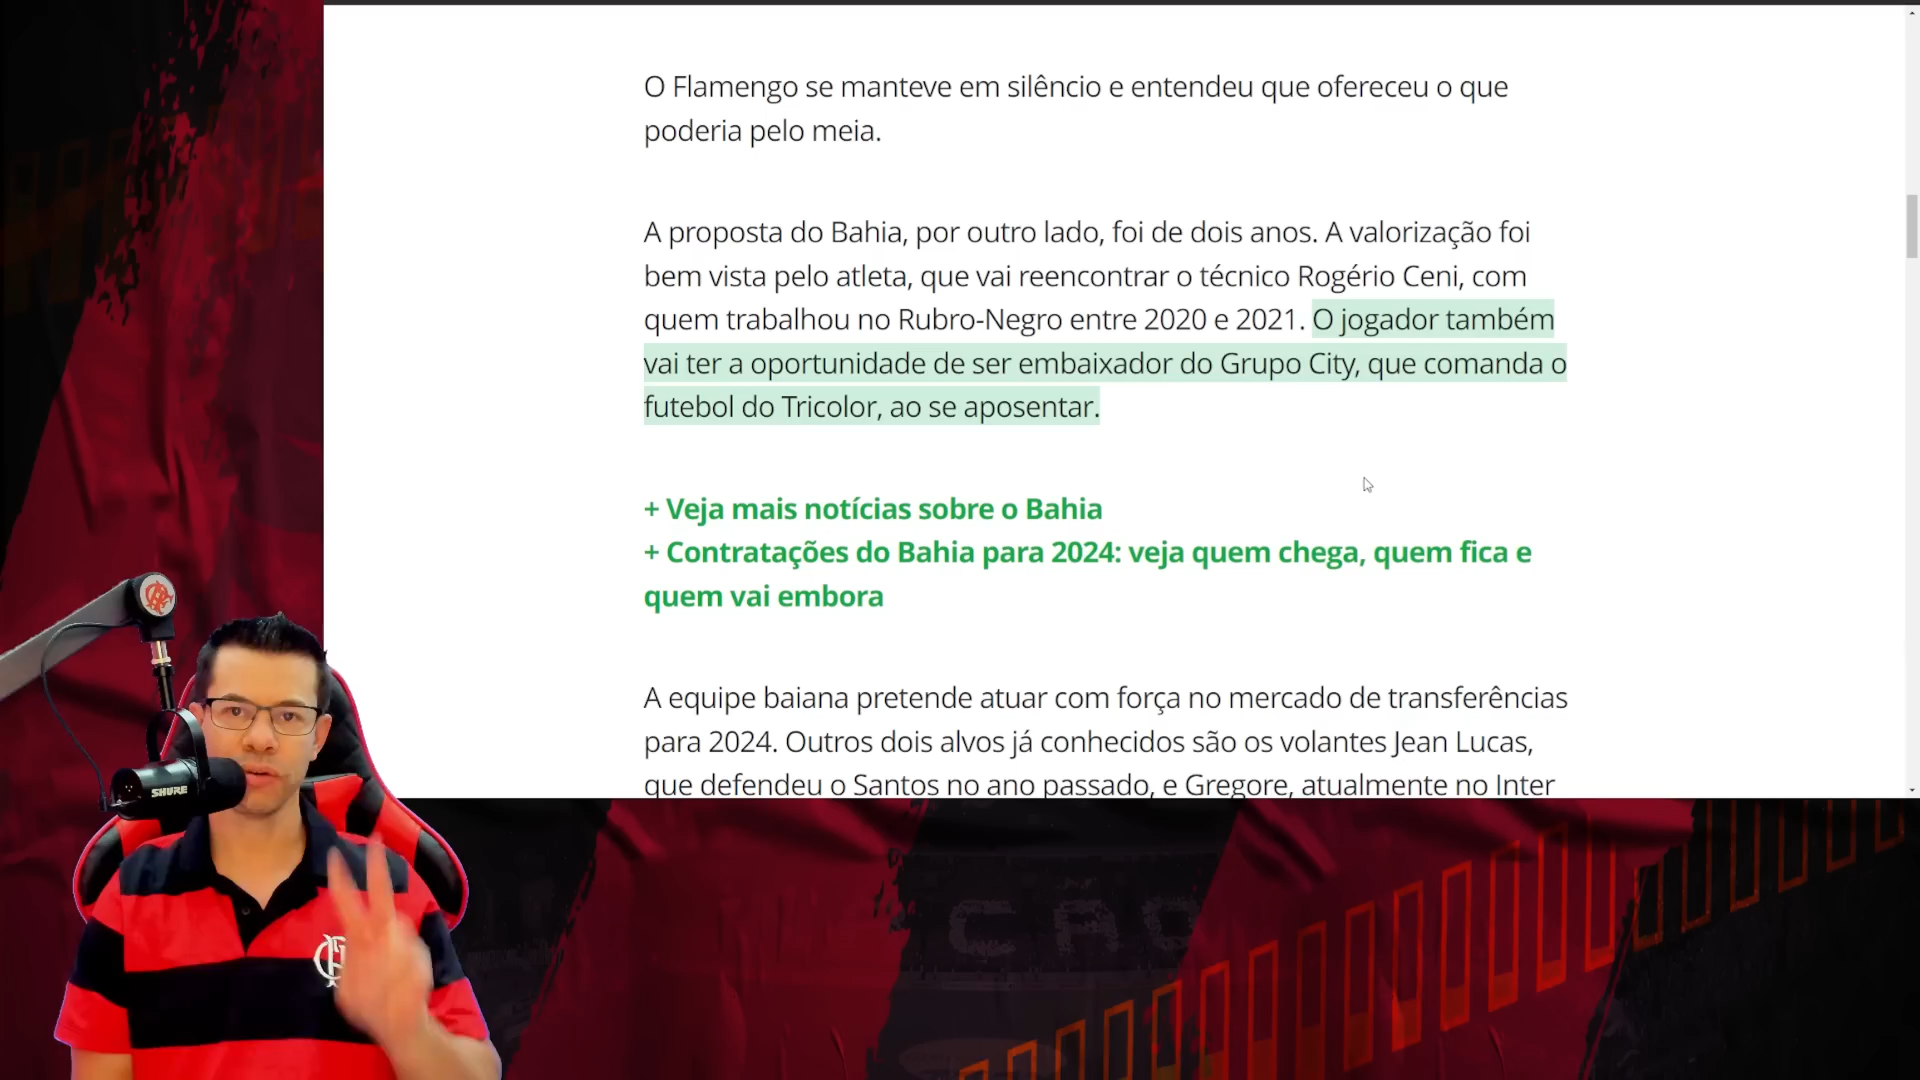 O Flamengo se manteve em silêncio e entendeu que ofereceu o que
poderia pelo meia.
A proposta do Bahia, por outro lado, foi de dois anos. A valorização foi
bem vista pelo atleta, que vai reencontrar o técnico Rogério Ceni, com
quem trabalhou no Rubro-Negro entre 2020 e 2021. O jogador também
vai ter a oportunidade de ser embaixador do Grupo City, que comanda o
futebol do Tricolor, ao se aposentar.
+ Veja mais notícias sobre o Bahia
+ Contratações do Bahia para 2024: veja quem chega, quem fica e
quem vai embora
A equipe baiana pretende atuar com força no mercado de transferências
para 2024. Outros dois alvos já conhecidos são os volantes Jean Lucas,
que defendeu o Santos no ano passado, e Gregore, atualmente no Inter
SHURE